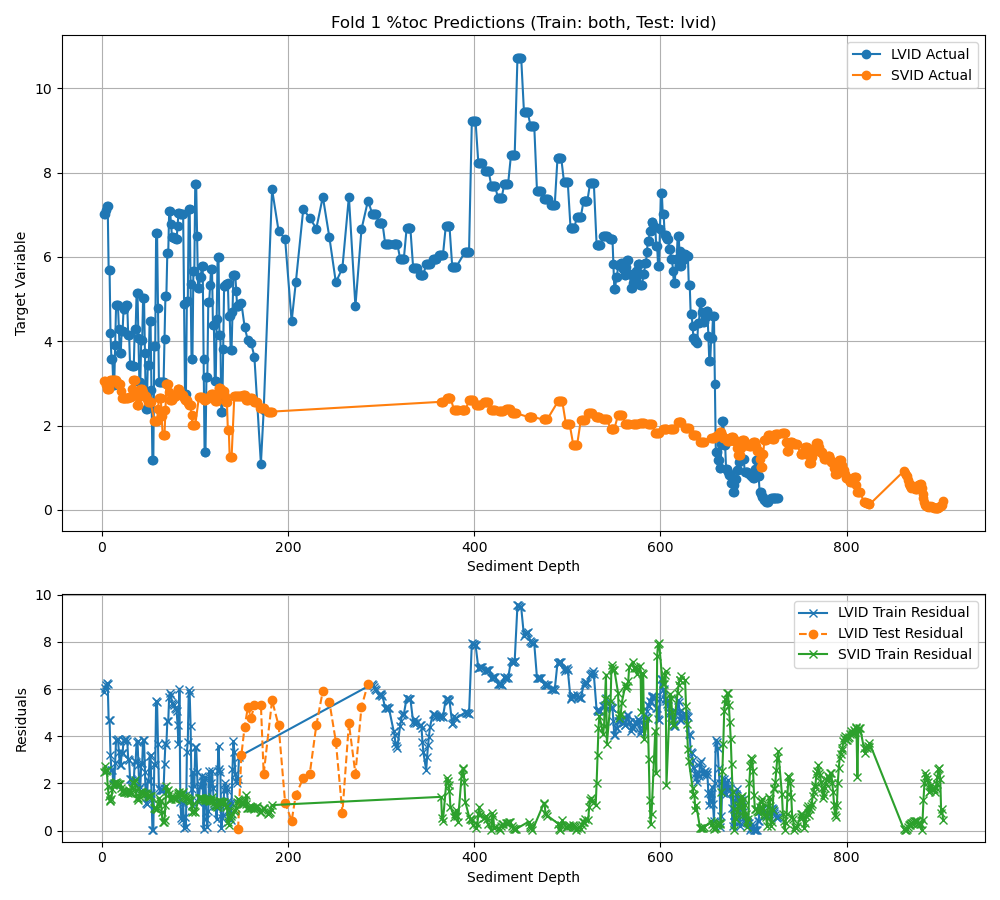 Fold 1 %toc Predictions (Train: both, Test: lvid)
LVID Actual
SVID Actual
Target Variable
10
8
6
4
2
0
0 200 400 600 800
Sediment Depth
LVID Train Residual
LVID Test Residual
SVID Train Residual
Residuals
10
8
6
4
2
0
0 200 400 600 800
Sediment Depth